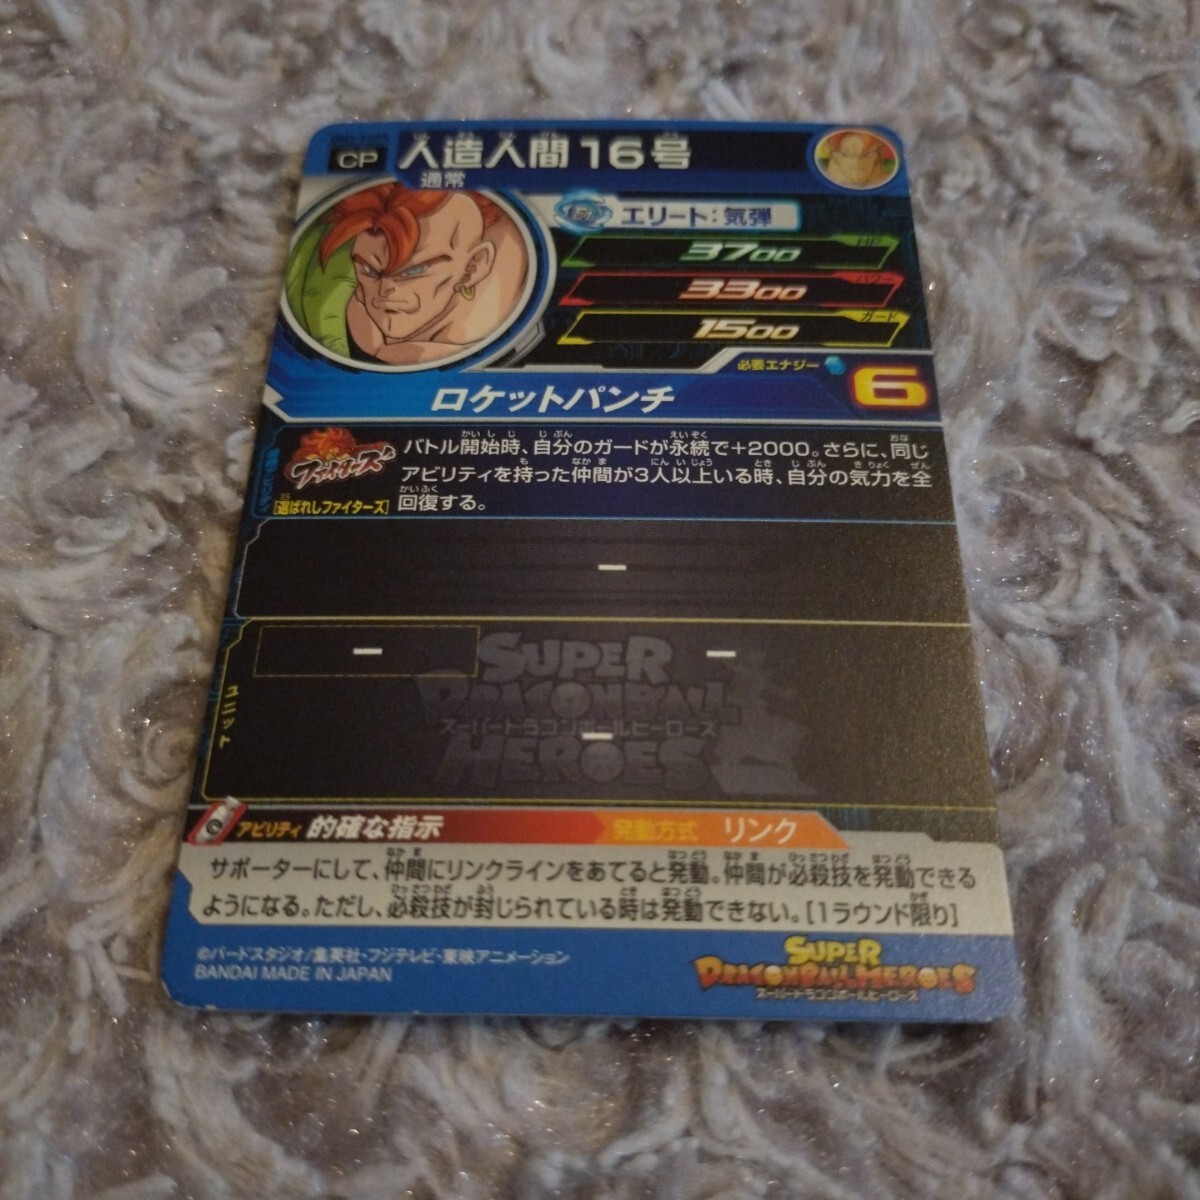 CP 人造人間16号
通常
エリート：気弾
HP
3700
パワー
3300
ガード
1500
必要エナジー 6
ロケットパンチ
ファイターズ
[選ばれしファイターズ]
バトル開始時、自分のガードが永続で+2000。さらに、同じ
アビリティを持った仲間が3人以上いる時、自分の気力を全
回復する。
–
ユニット
– –
–
SUPER
DRAGONBALL
スーパードラゴンボールヒーローズ
HEROES
アビリティ 的確な指示 発動方式 リンク
サポーターにして、仲間にリンクラインをあてると発動。仲間が必殺技を発動できる
ようになる。ただし、必殺技が封じられている時は発動できない。[1ラウンド限り]
©バードスタジオ/集英社・フジテレビ・東映アニメーション
BANDAI MADE IN JAPAN
SUPER
DRAGONBALL HEROES
スーパードラゴンボールヒーローズ